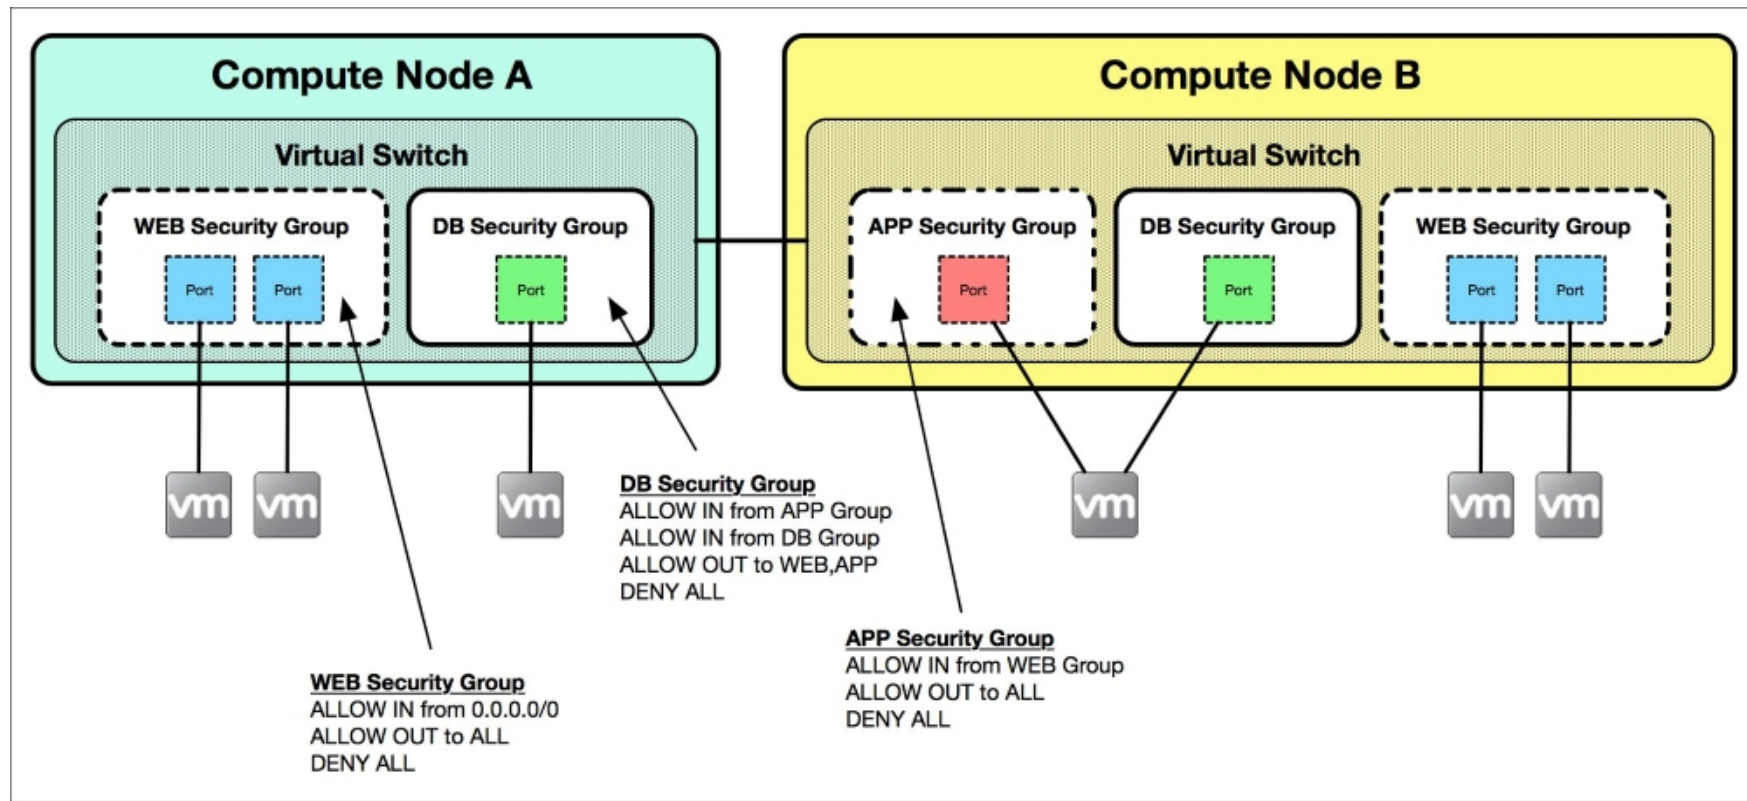 Compute Node A
Compute Node B
Virtual Switch
Virtual Switch
WEB Security Group
DB Security Group
APP Security Group
DB Security Group
WEB Security Group
Port
Port
Port
Port
Port
Port
Port
vm
vm
vm
vm
vm
vm
DB Security Group
ALLOW IN from APP Group
ALLOW IN from DB Group
ALLOW OUT to WEB,APP
DENY ALL
APP Security Group
ALLOW IN from WEB Group
ALLOW OUT to ALL
DENY ALL
WEB Security Group
ALLOW IN from 0.0.0.0/0
ALLOW OUT to ALL
DENY ALL